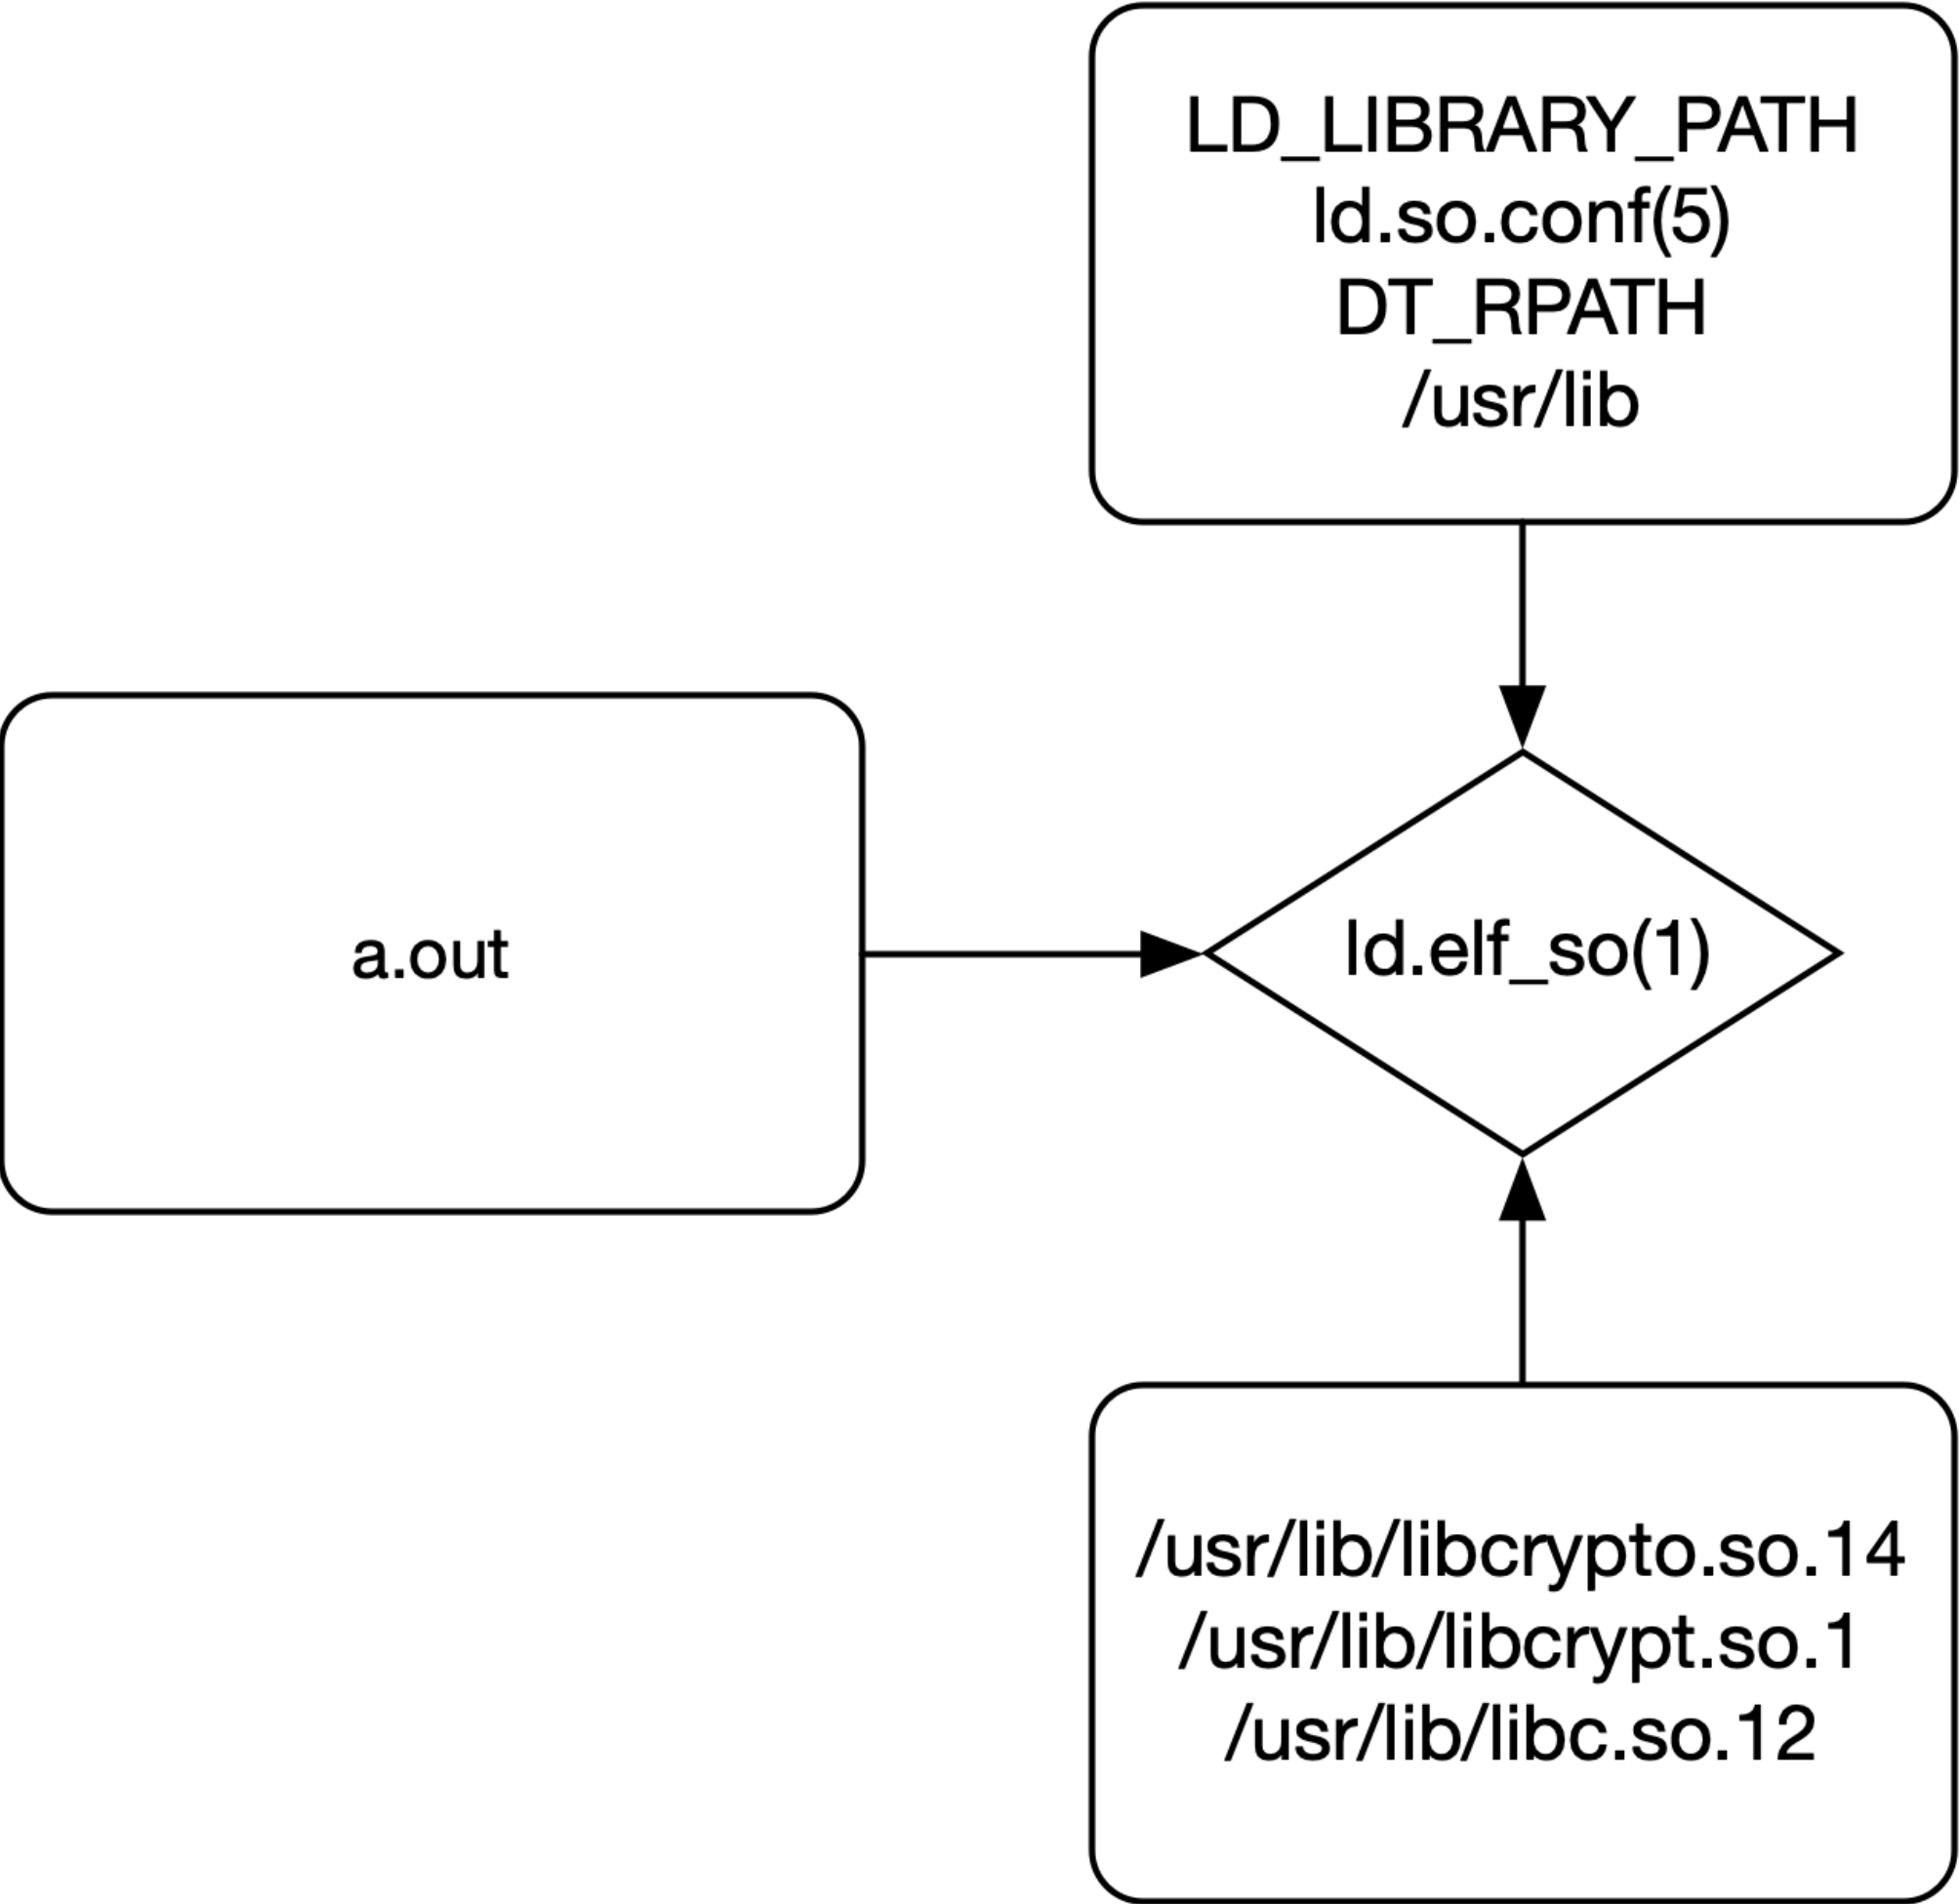 LD_LIBRARY_PATH
ld.so.conf(5)
DT_RPATH
/usr/lib
a.out
ld.elf_so(1)
/usr/lib/libcrypto.so.14
/usr/lib/libcrypt.so.1
/usr/lib/libc.so.12